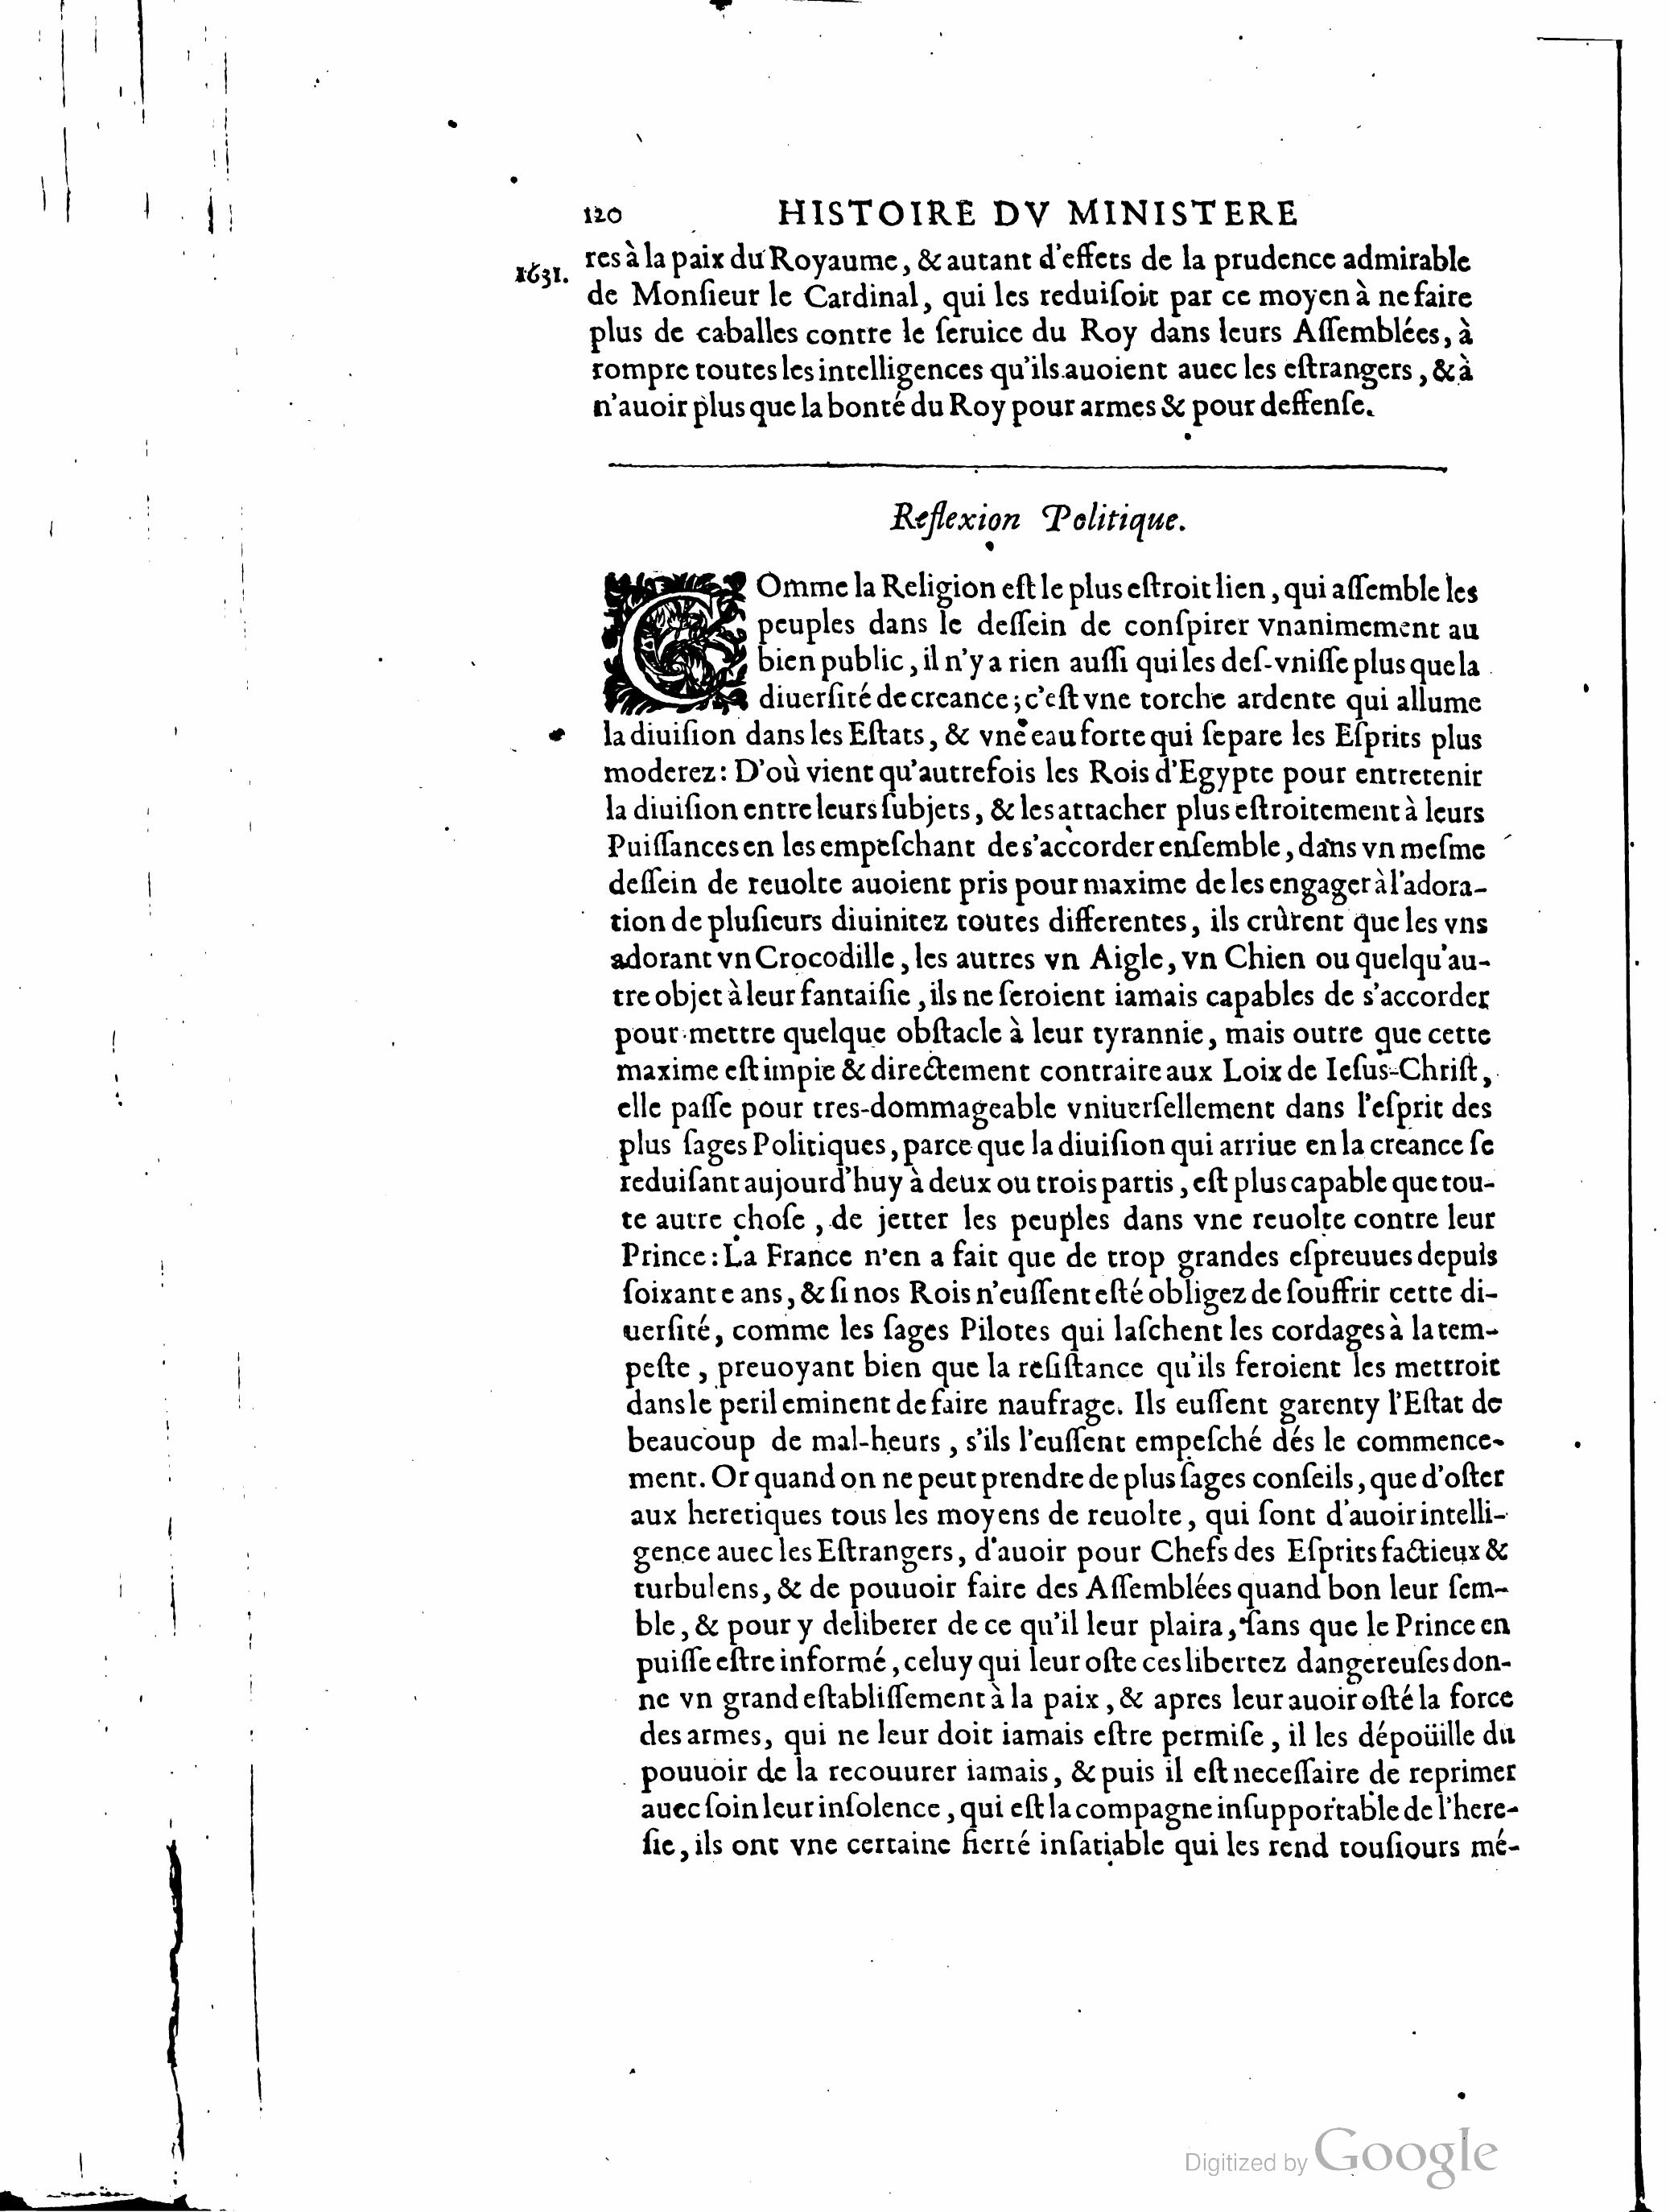 120 HISTOIRE DV MINISTERE
1631.
res à la paix du Royaume, & autant d'effets de la prudence admirable
de Monſieur le Cardinal, qui les reduiſoit par ce moyen à ne faire
plus de caballes contre le ſeruice du Roy dans leurs Aſſemblées, à
rompre toutes les intelligences qu'ils auoient auec les eſtrangers, & à
n'auoir plus que la bonté du Roy pour armes & pour deffenſe.
Reflexion Politique.
COmme la Religion eſt le plus eſtroit lien, qui aſſemble les
peuples dans le deſſein de conſpirer vnanimement au
bien public, il n'y a rien auſſi qui les deſ-vniſſe plus que la
diuerſité de creance; c'eſt vne torche ardente qui allume
la diuiſion dans les Eſtats, & vne eau forte qui ſepare les Eſprits plus
moderez: D'où vient qu'autrefois les Rois d'Egypte pour entretenir
la diuiſion entre leurs ſubjets, & les attacher plus eſtroitement à leurs
Puiſſances en les empeſchant de s'accorder enſemble, dans vn meſme
deſſein de reuolte auoient pris pour maxime de les engager à l'adora-
tion de pluſieurs diuinitez toutes differentes, ils crûrent que les vns
adorant vn Crocodille, les autres vn Aigle, vn Chien ou quelqu'au-
tre objet à leur fantaiſie, ils ne ſeroient iamais capables de s'accorder
pour mettre quelque obſtacle à leur tyrannie, mais outre que cette
maxime eſt impie & directement contraire aux Loix de Ieſus-Chriſt,
elle paſſe pour tres-dommageable vniuerſellement dans l'eſprit des
plus ſages Politiques, parce que la diuiſion qui arriue en la creance ſe
reduiſant aujourd'huy à deux ou trois partis, eſt plus capable que tou-
te autre choſe, de jetter les peuples dans vne reuolte contre leur
Prince: La France n'en a fait que de trop grandes eſpreuues depuis
ſoixante ans, & ſi nos Rois n'euſſent eſté obligez de ſouffrir cette di-
uerſité, comme les ſages Pilotes qui laſchent les cordages à la tem-
peſte, preuoyant bien que la reſiſtance qu'ils feroient les mettroit
dans le peril eminent de faire naufrage. Ils euſſent garenty l'Eſtat de
beaucoup de mal-heurs, s'ils l'euſſent empeſché dés le commence-
ment. Or quand on ne peut prendre de plus ſages conſeils, que d'oſter
aux heretiques tous les moyens de reuolte, qui ſont d'auoir intelli-
gence auec les Eſtrangers, d'auoir pour Chefs des Eſprits factieux &
turbulens, & de pouuoir faire des Aſſemblées quand bon leur ſem-
ble, & pour y deliberer de ce qu'il leur plaira, ſans que le Prince en
puiſſe eſtre informé, celuy qui leur oſte ces libertez dangereuſes don-
ne vn grand eſtabliſſement à la paix, & apres leur auoir oſté la force
des armes, qui ne leur doit iamais eſtre permiſe, il les dépoüille du
pouuoir de la recouurer iamais, & puis il eſt neceſſaire de reprimer
auec ſoin leur inſolence, qui eſt la compagne inſupportable de l'here-
ſie, ils ont vne certaine fierté inſatiable qui les rend touſiours mé-
Digitized by Google